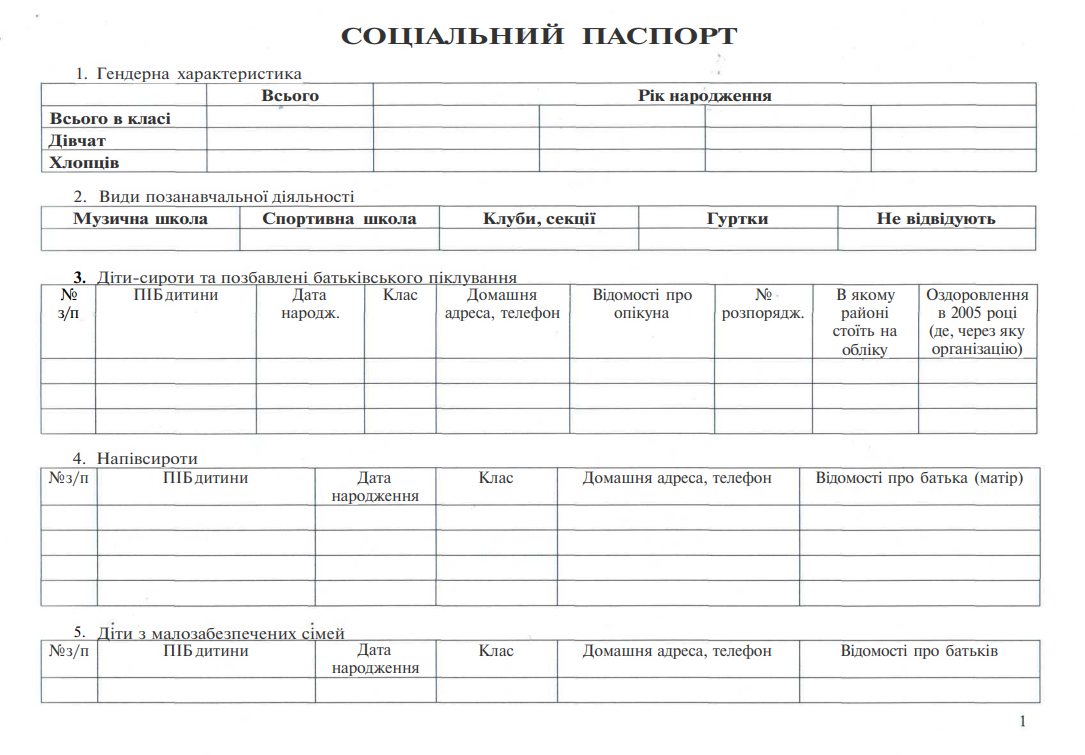 СОЦІАЛЬНИЙ ПАСПОРТ
1. Гендерна характеристика
Всього Рік народження
Всього в класі
Дівчат
Хлопців
2. Види позанавчальної діяльності
Музична школа Спортивна школа Клуби, секції Гуртки Не відвідують
3. Діти-сироти та позбавлені батьківського піклування
№ з/п ПІБ дитини Дата народж. Клас Домашня адреса, телефон Відомості про опікуна № розпорядж. В якому районі стоїть на обліку Оздоровлення в 2005 році (де, через яку організацію)
4. Напівсироти
№з/п ПІБ дитини Дата народження Клас Домашня адреса, телефон Відомості про батька (матір)
5. Діти з малозабезпечених сімей
№з/п ПІБ дитини Дата народження Клас Домашня адреса, телефон Відомості про батьків
1